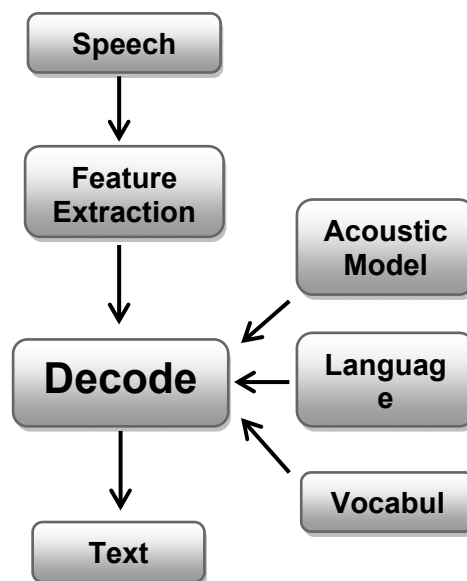 Speech
Feature
Extraction
Acoustic
Model
Decode
Languag
e
Vocabul
Text